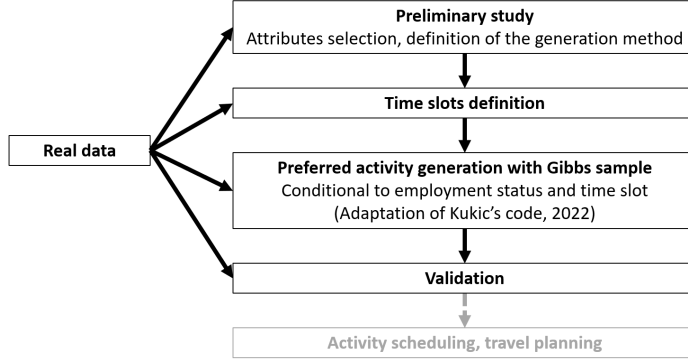 Preliminary study
Attributes selection, definition of the generation method
Time slots definition
Real data
Preferred activity generation with Gibbs sample
Conditional to employment status and time slot
(Adaptation of Kukic's code, 2022)
Validation
Activity scheduling, travel planning